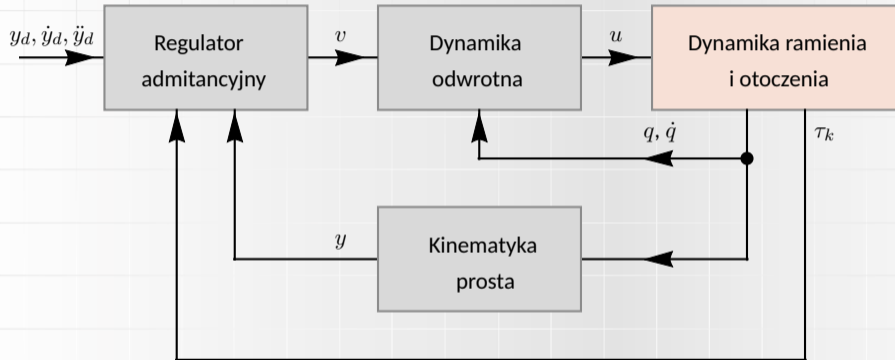 y_d, ẏ_d, ÿ_d
Regulator
admitancyjny
v
Dynamika
odwrotna
u
Dynamika ramienia
i otoczenia
q, q̇
τ_k
y
Kinematyka
prosta